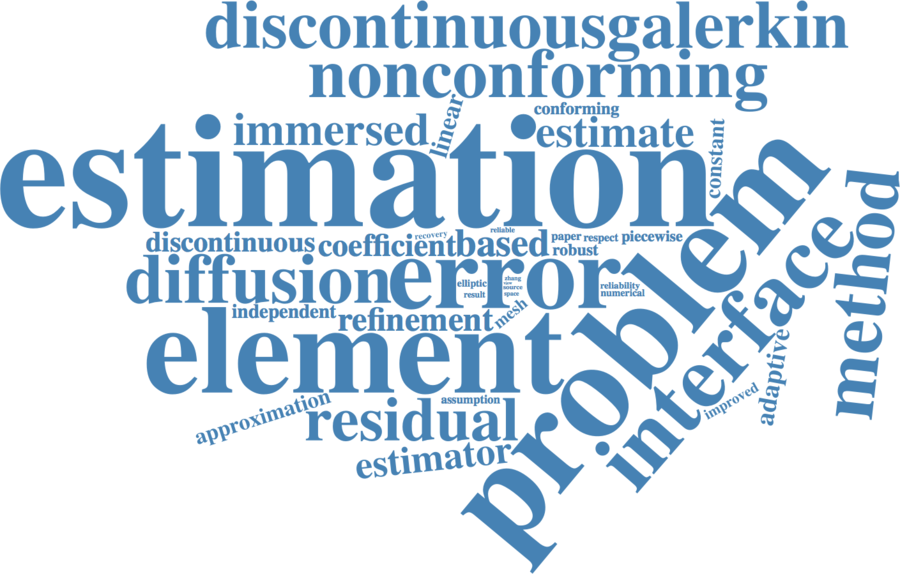 discontinuousgalerkin
nonconforming
linear
conforming
immersed
estimate
constant
estimation
problem
method
discontinuous
coefficient
recovery
based
reliable
paper
respect
piecewise
robust
diffusion
error
elliptic
result
zhang
source
space
reliability
numerical
interface
independent
refinement
mesh
element
adaptive
improved
approximation
assumption
residual
estimator